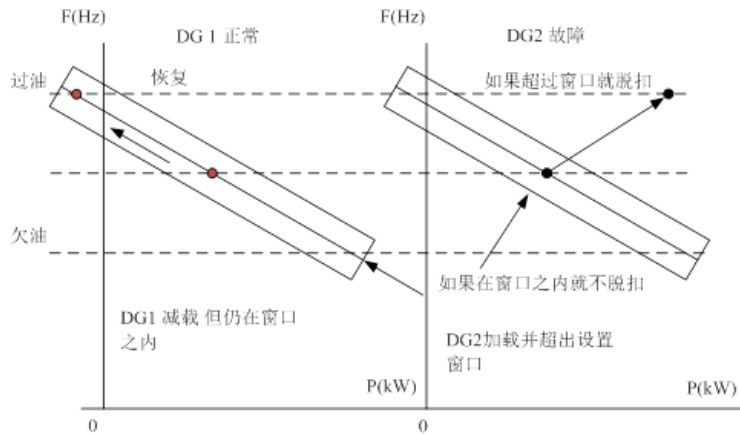 F(Hz)
DG 1 正常
F(Hz)
DG2 故障
过油
恢复
如果超过窗口就脱扣
欠油
如果在窗口之内就不脱扣
DG1 减载 但仍在窗口
之内
DG2加载并超出设置
窗口
P(kW)
P(kW)
0
0